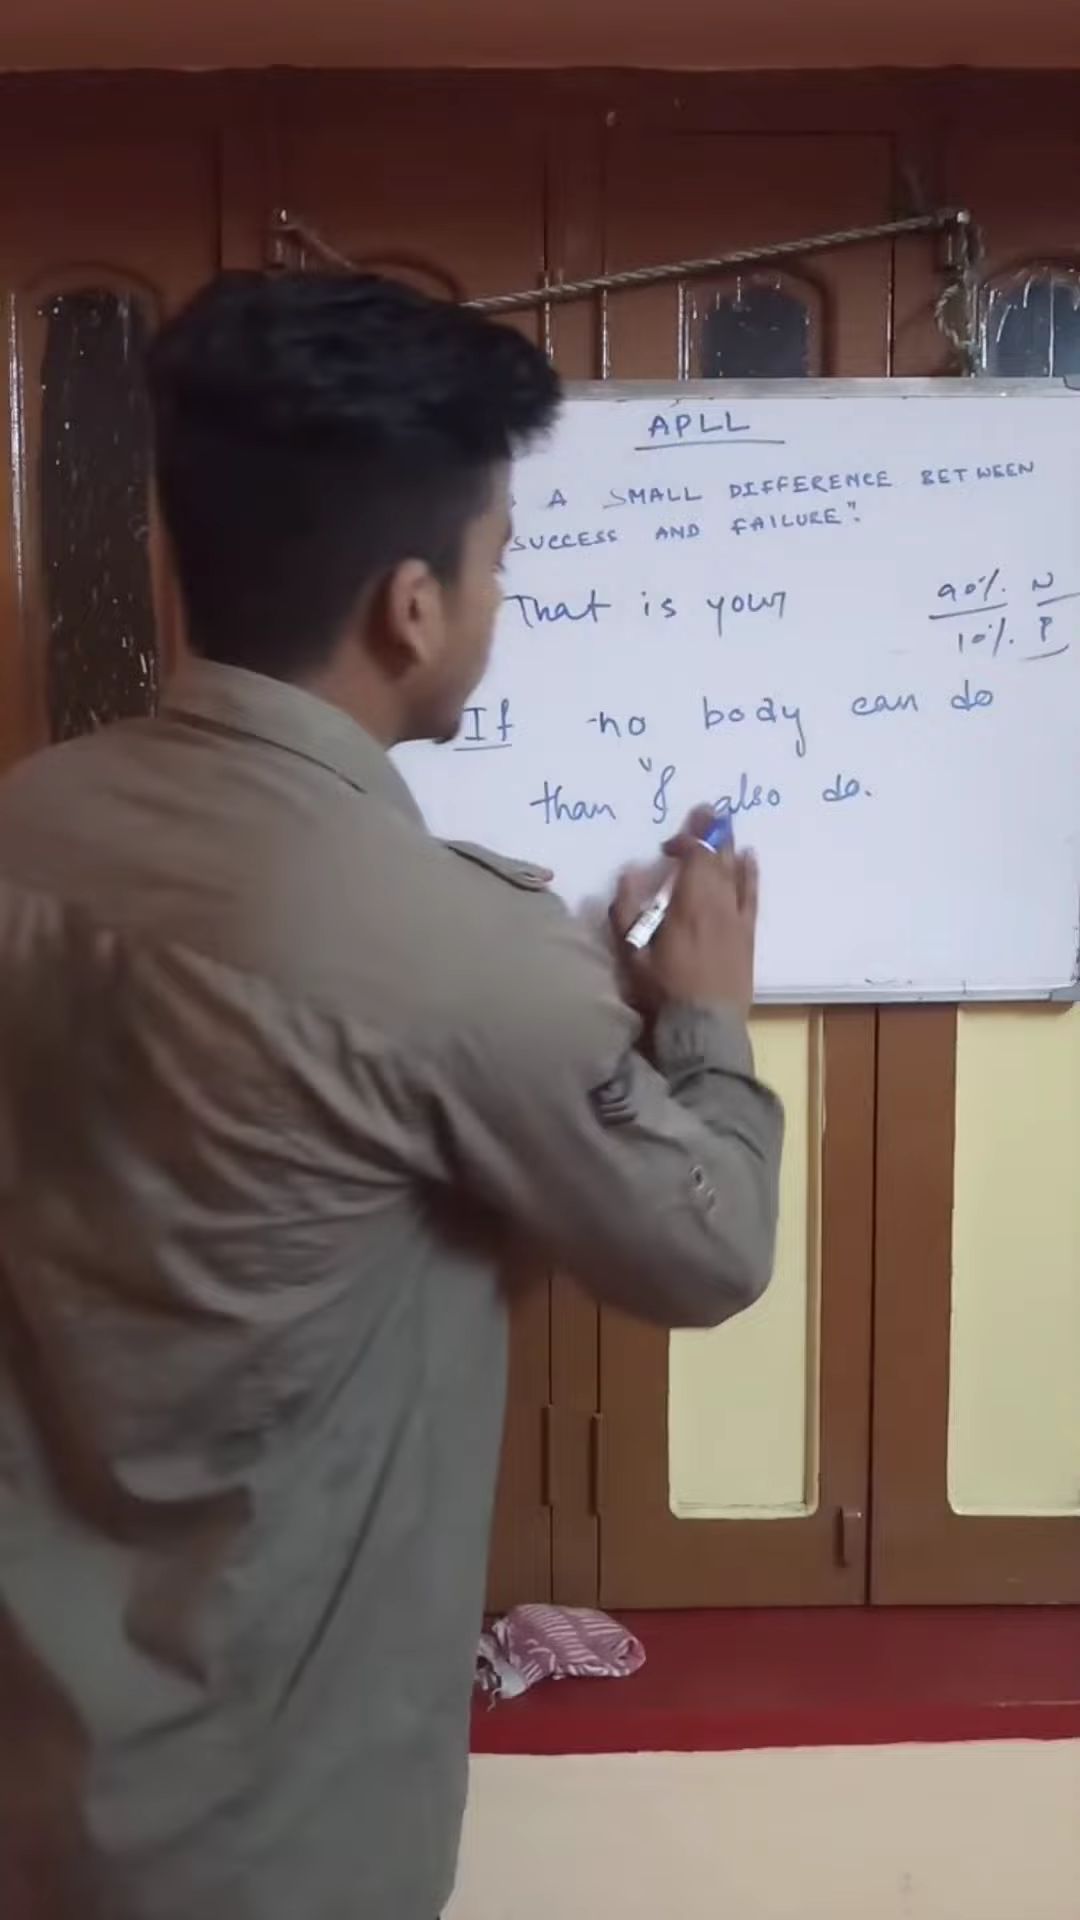 APLL
A SMALL DIFFERENCE BETWEEN
SUCCESS AND FAILURE".
That is your
90% N
10% P
If no body can do
than "I also do.